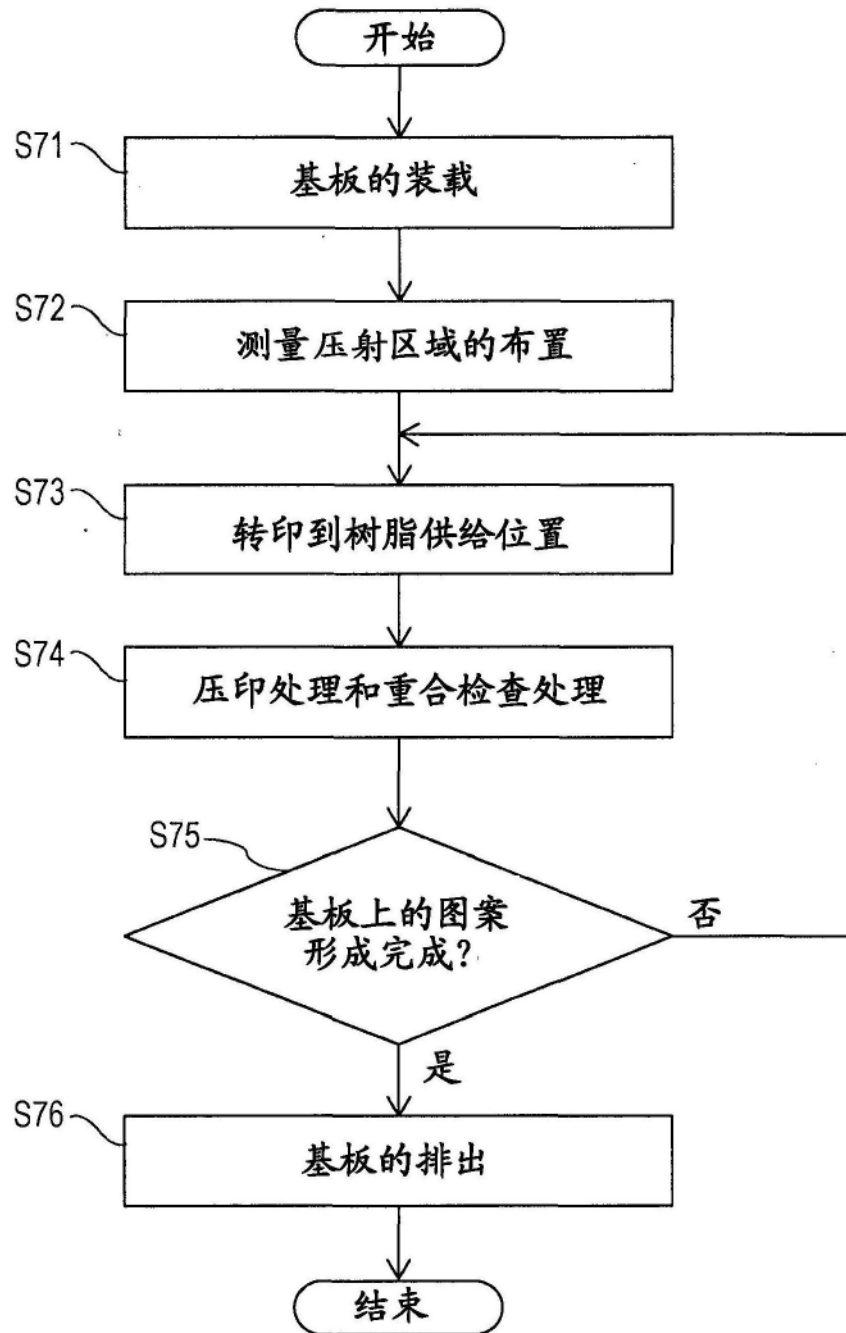 开始
S71
基板的装载
S72
测量压射区域的布置
S73
转印到树脂供给位置
S74
压印处理和重合检查处理
S75
基板上的图案
形成完成?
否
是
S76
基板的排出
结束